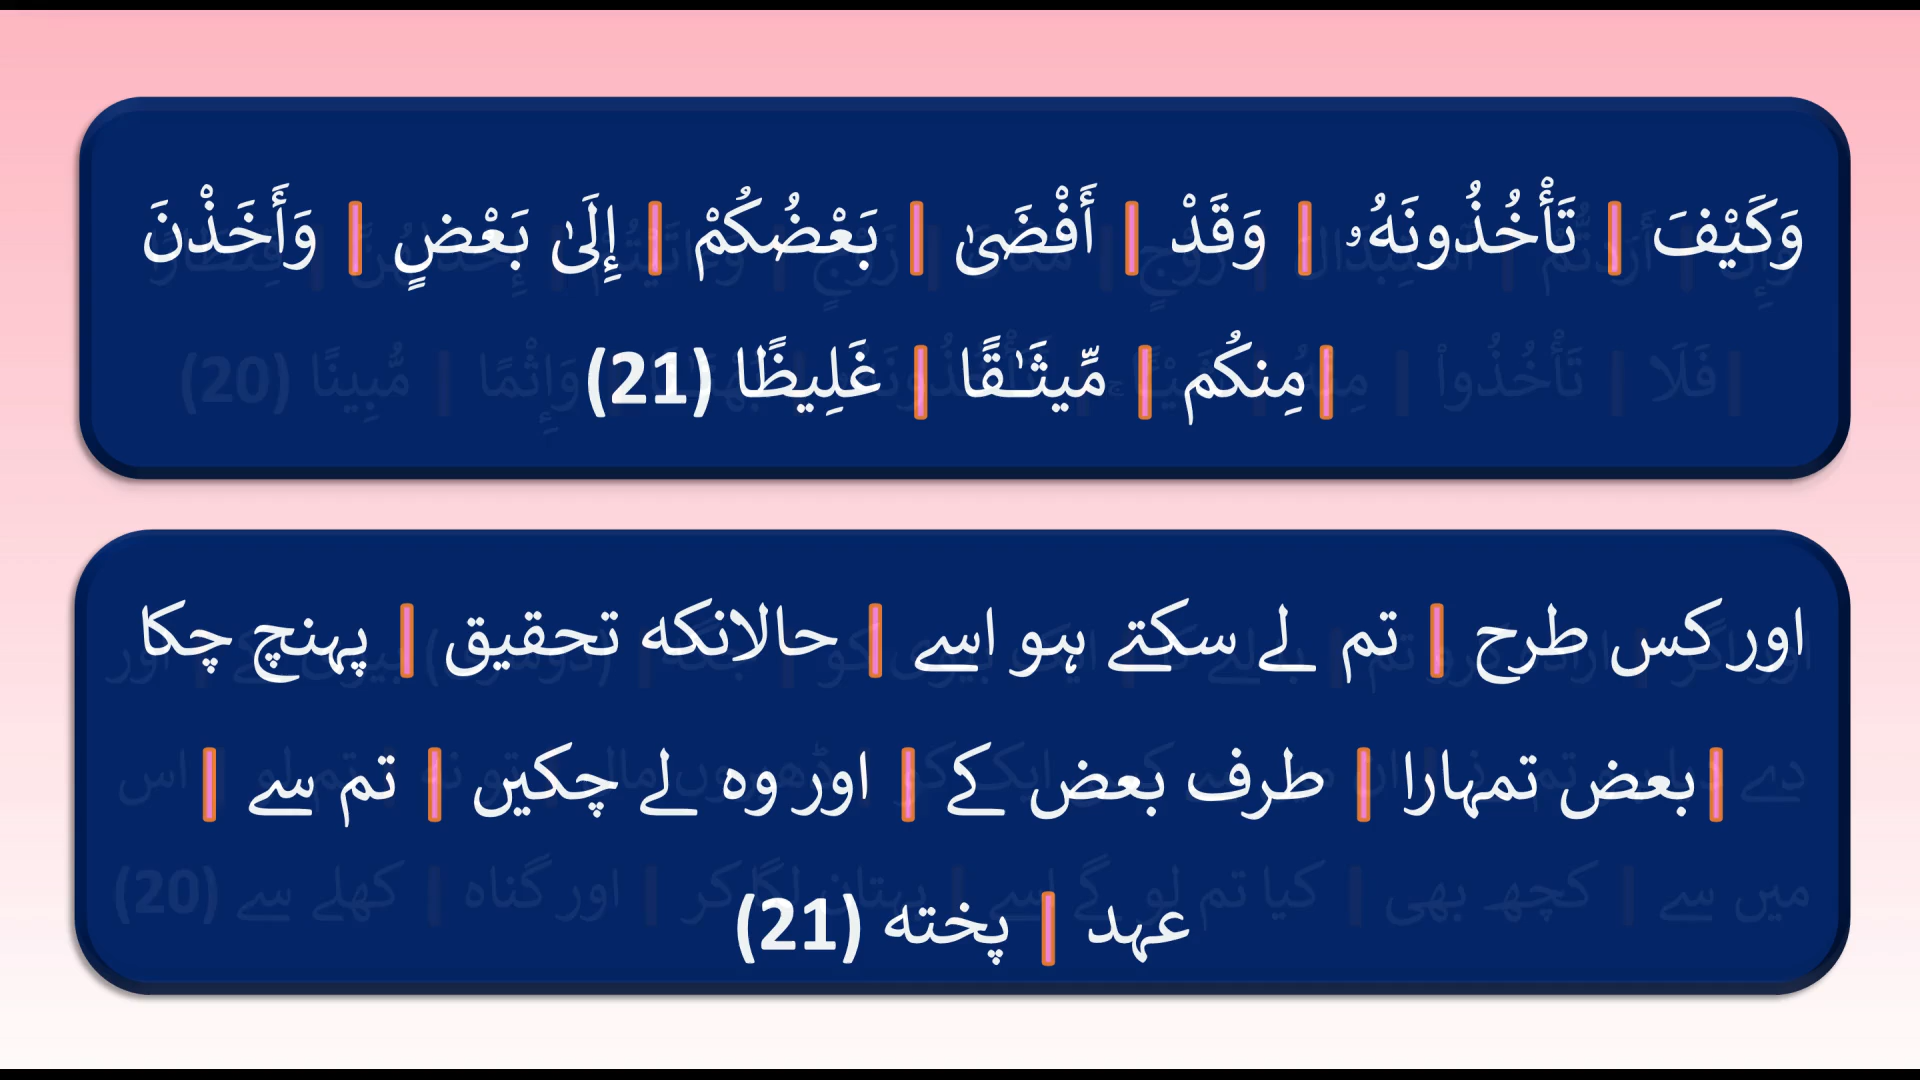 وَكَيْفَ | تَأْخُذُونَهُۥ | وَقَدْ | أَفْضَىٰ | بَعْضُكُمْ | إِلَىٰ بَعْضٍ | وَأَخَذْنَ
| مِنكُم | مِّيثَـٰقًا | غَلِيظًا (21)
اور کس طرح | تم لے سکتے ہو اسے | حالانکہ تحقیق | پہنچ چکا
| بعض تمہارا | طرف بعض کے | اور وہ لے چکیں | تم سے |
عہد | پختہ (21)